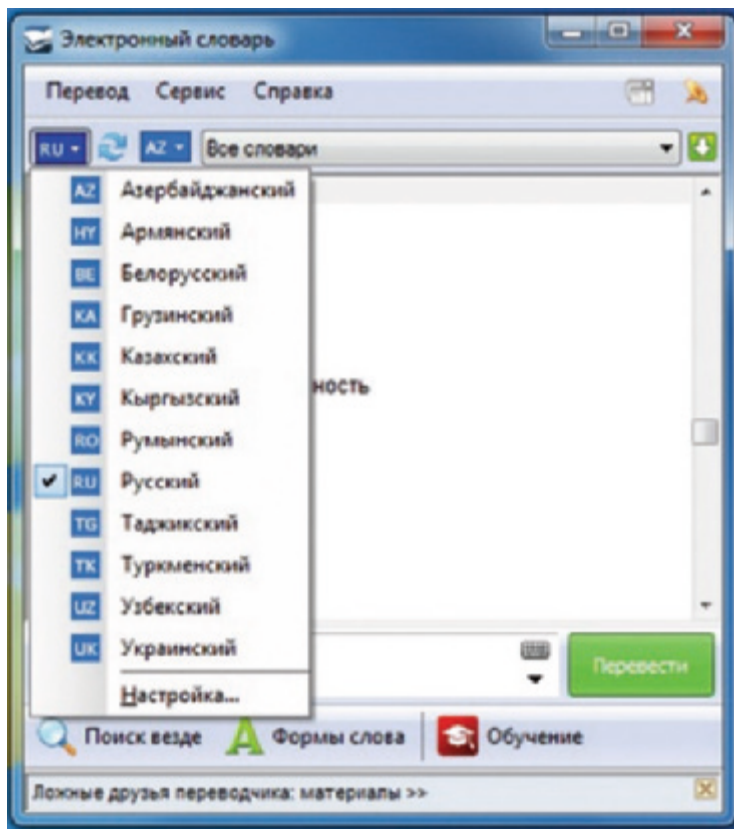 Электронный словарь
Перевод Сервис Справка
RU AZ Все словари
AZ Азербайджанский
HY Армянский
BE Белорусский
KA Грузинский
KK Казахский
ность
KY Кыргызский
RO Румынский
RU Русский
TG Таджикский
TK Туркменский
UZ Узбекский
UK Украинский
Перевести
Настройка...
Поиск везде Формы слова Обучение
Ложные друзья переводчика: материалы >>